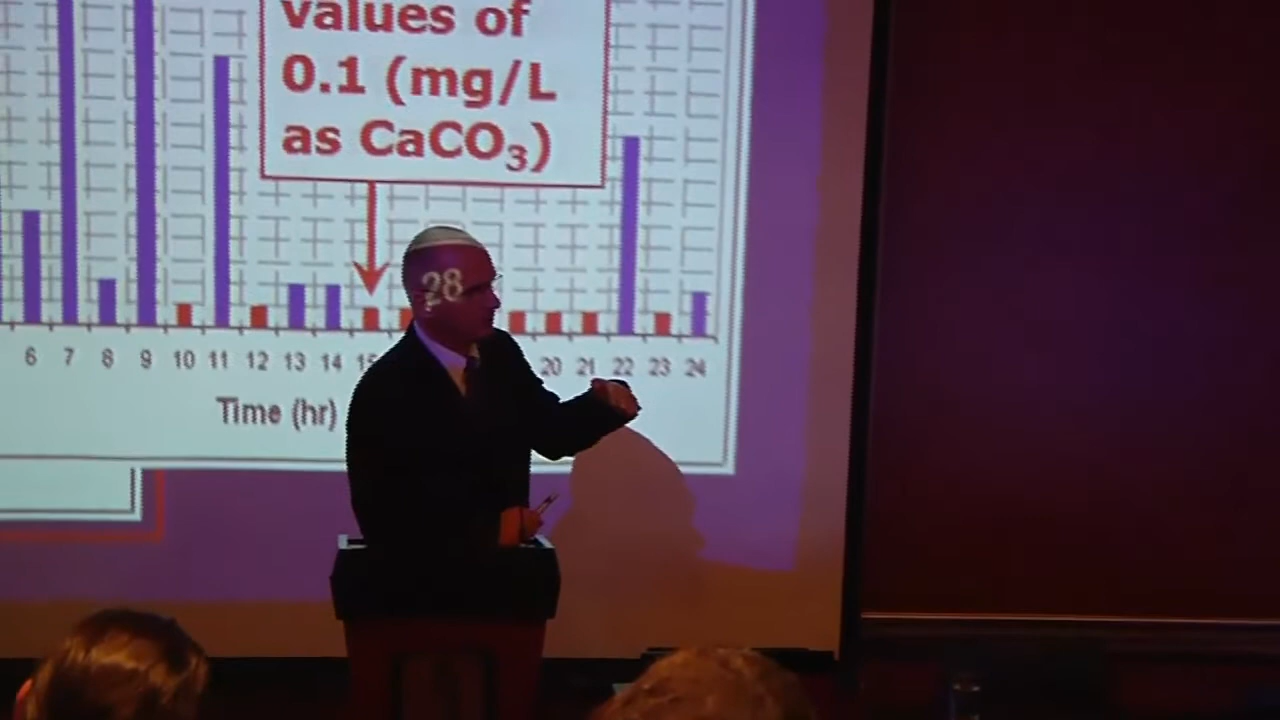 values of
0.1 (mg/L
as CaCO₃)
28
6 7 8 9 10 11 12 13 14 15 20 21 22 23 24
Time (hr)